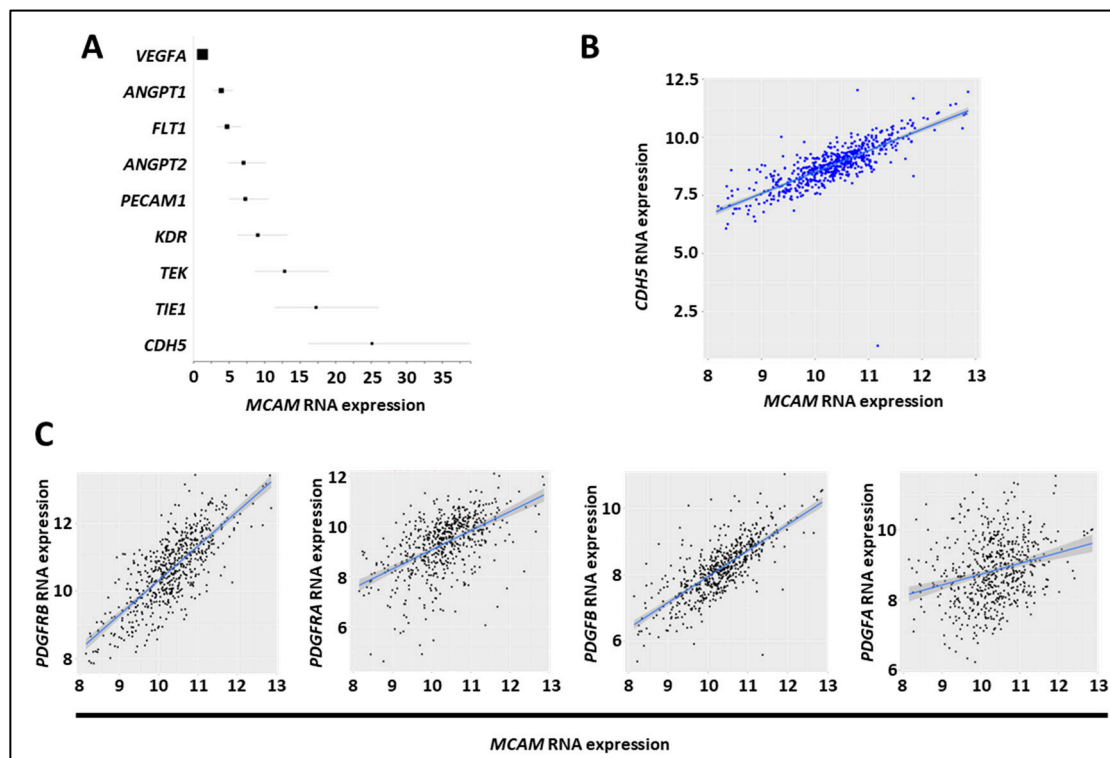 A
VEGFA
ANGPT1
FLT1
ANGPT2
PECAM1
KDR
TEK
TIE1
CDH5
0 5 10 15 20 25 30 35
MCAM RNA expression
B
12.5
10.0
7.5
5.0
2.5
CDH5 RNA expression
8 9 10 11 12 13
MCAM RNA expression
C
12
10
8
PDGFRB RNA expression
8 9 10 11 12 13
12
10
8
6
PDGFRA RNA expression
8 9 10 11 12 13
10
8
6
PDGFB RNA expression
8 9 10 11 12 13
11
10
9
8
7
6
PDGFA RNA expression
8 9 10 11 12 13
MCAM RNA expression